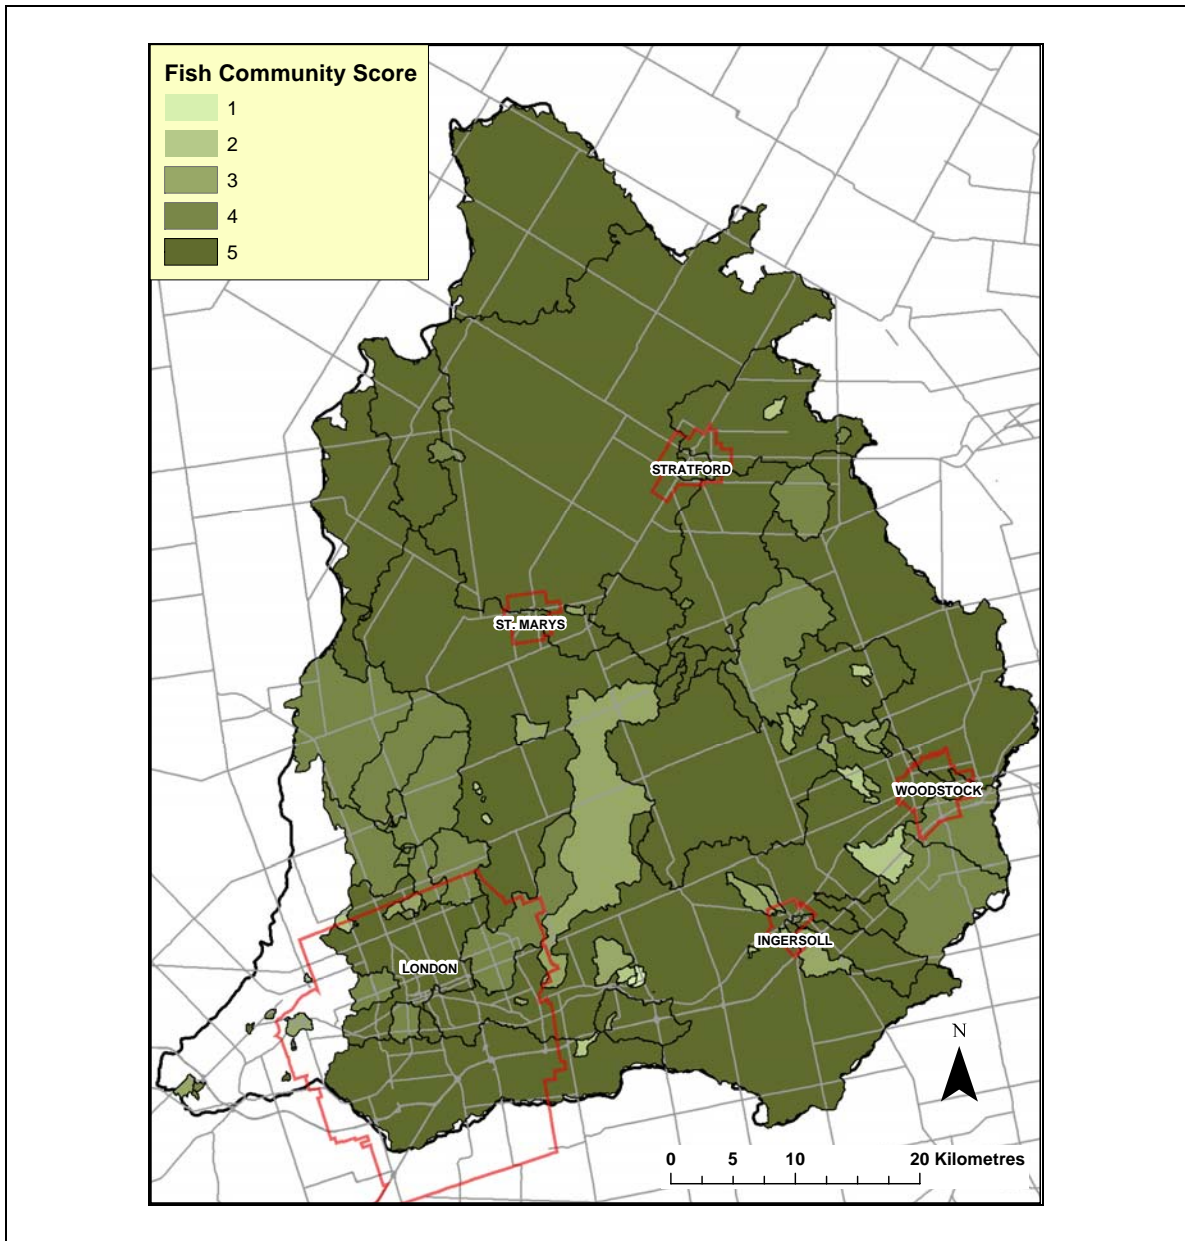 Fish Community Score
1
2
3
4
5
STRATFORD
ST. MARYS
WOODSTOCK
INGERSOLL
LONDON
N
0 5 10 20 Kilometres